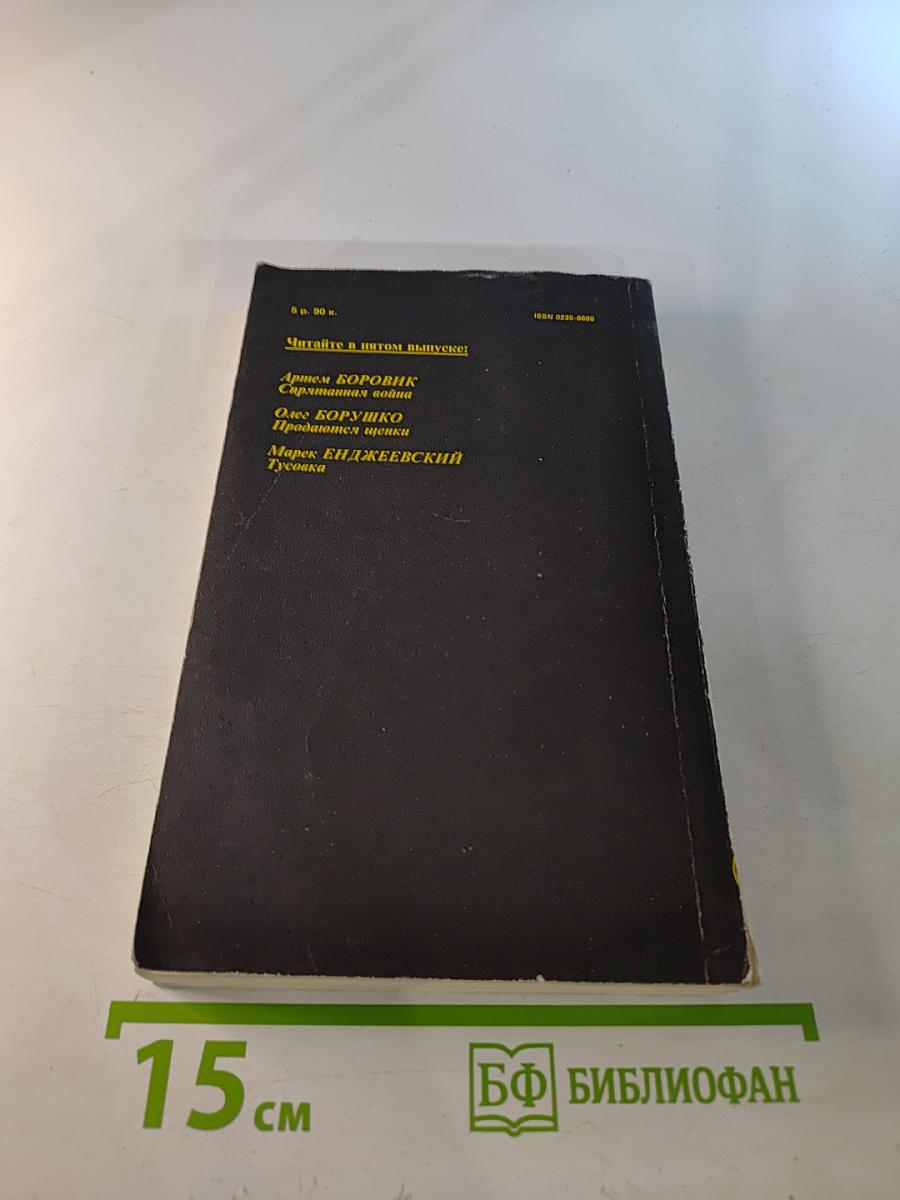 5 р. 90 к.
ISSN 0235-6686
Читайте в пятом выпуске:
Артем БОРОВИК
Спрятанная война
Олег БОРУШКО
Продаются щенки
Марек ЕНДЖЕЕВСКИЙ
Тусовка
15 см
БФ БИБЛИОФАН